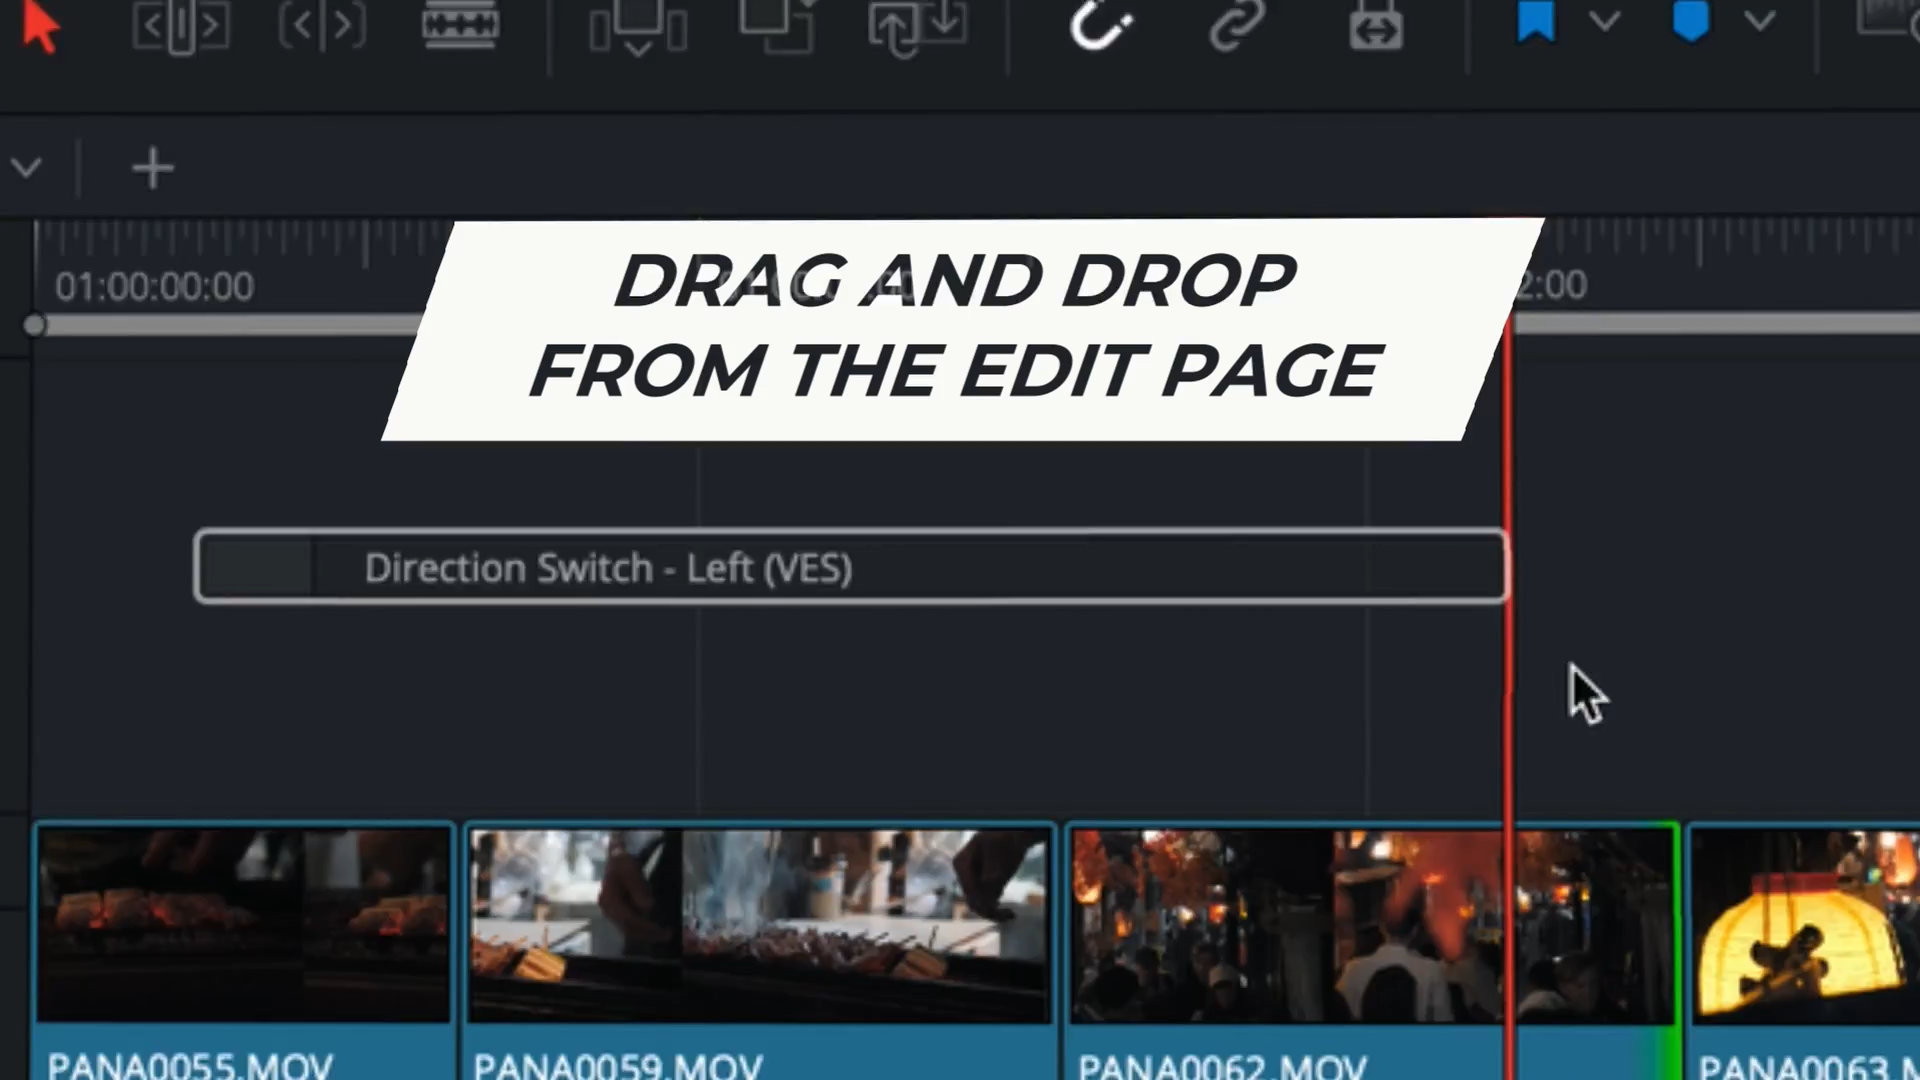 01:00:00:00
DRAG AND DROP
FROM THE EDIT PAGE
2:00
Direction Switch - Left (VES)
PANA0055.MOV
PANA0059.MOV
PANA0062.MOV
PANA0063.M